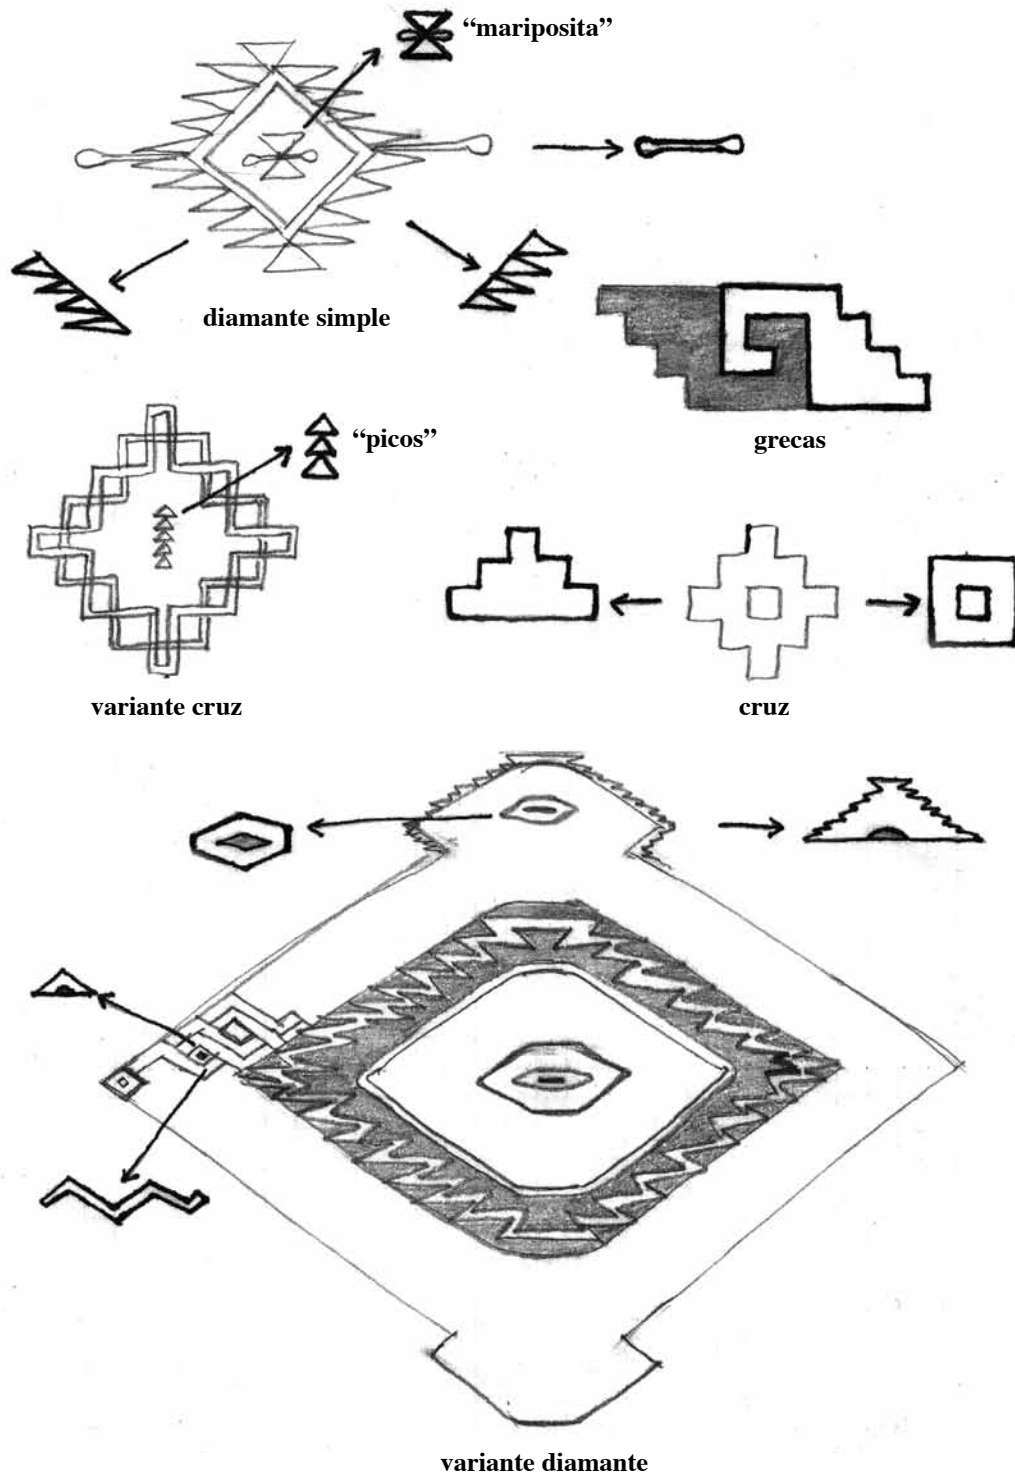 “mariposita”
diamante simple
grecas
“picos”
variante cruz
cruz
variante diamante